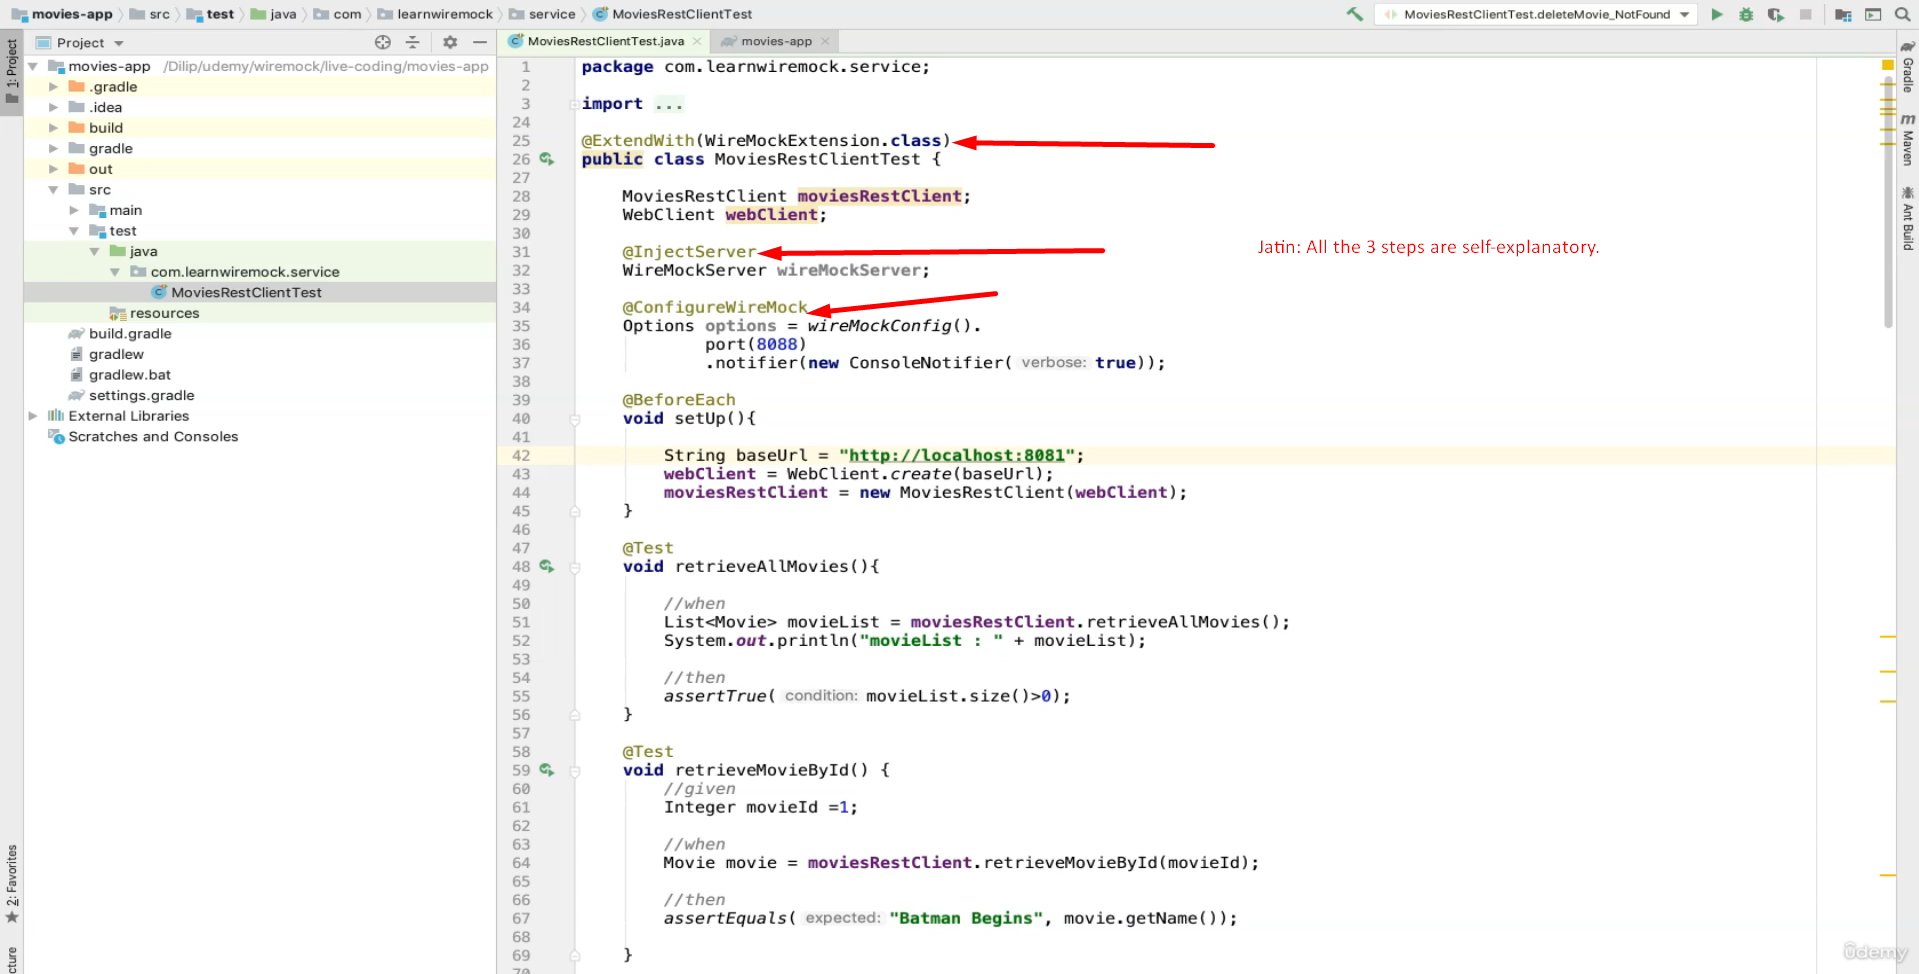 movies-app src test java com learnwiremock service MoviesRestClientTest MoviesRestClientTest.deleteMovie_NotFound
Project
MoviesRestClientTest.java movies-app
1: Project
movies-app /Dilip/udemy/wiremock/live-coding/movies-app
.gradle
.idea
build
gradle
out
src
main
test
java
com.learnwiremock.service
MoviesRestClientTest
resources
build.gradle
gradlew
gradlew.bat
settings.gradle
External Libraries
Scratches and Consoles
2: Favorites
cture
1 package com.learnwiremock.service;
2
3 import ...
24
25 @ExtendWith(WireMockExtension.class)
26 public class MoviesRestClientTest {
27
28 MoviesRestClient moviesRestClient;
29 WebClient webClient;
30
31 @InjectServer
32 WireMockServer wireMockServer;
33
34 @ConfigureWireMock
35 Options options = wireMockConfig().
36 port(8088)
37 .notifier(new ConsoleNotifier( verbose: true));
38
39 @BeforeEach
40 void setUp(){
41
42 String baseUrl = "http://localhost:8081";
43 webClient = WebClient.create(baseUrl);
44 moviesRestClient = new MoviesRestClient(webClient);
45 }
46
47 @Test
48 void retrieveAllMovies(){
49
50 //when
51 List<Movie> movieList = moviesRestClient.retrieveAllMovies();
52 System.out.println("movieList : " + movieList);
53
54 //then
55 assertTrue( condition: movieList.size()>0);
56 }
57
58 @Test
59 void retrieveMovieById() {
60 //given
61 Integer movieId =1;
62
63 //when
64 Movie movie = moviesRestClient.retrieveMovieById(movieId);
65
66 //then
67 assertEquals( expected: "Batman Begins", movie.getName());
68
69 }
70
Jatin: All the 3 steps are self-explanatory.
Gradle
m Maven
Ant Build
ûdemy